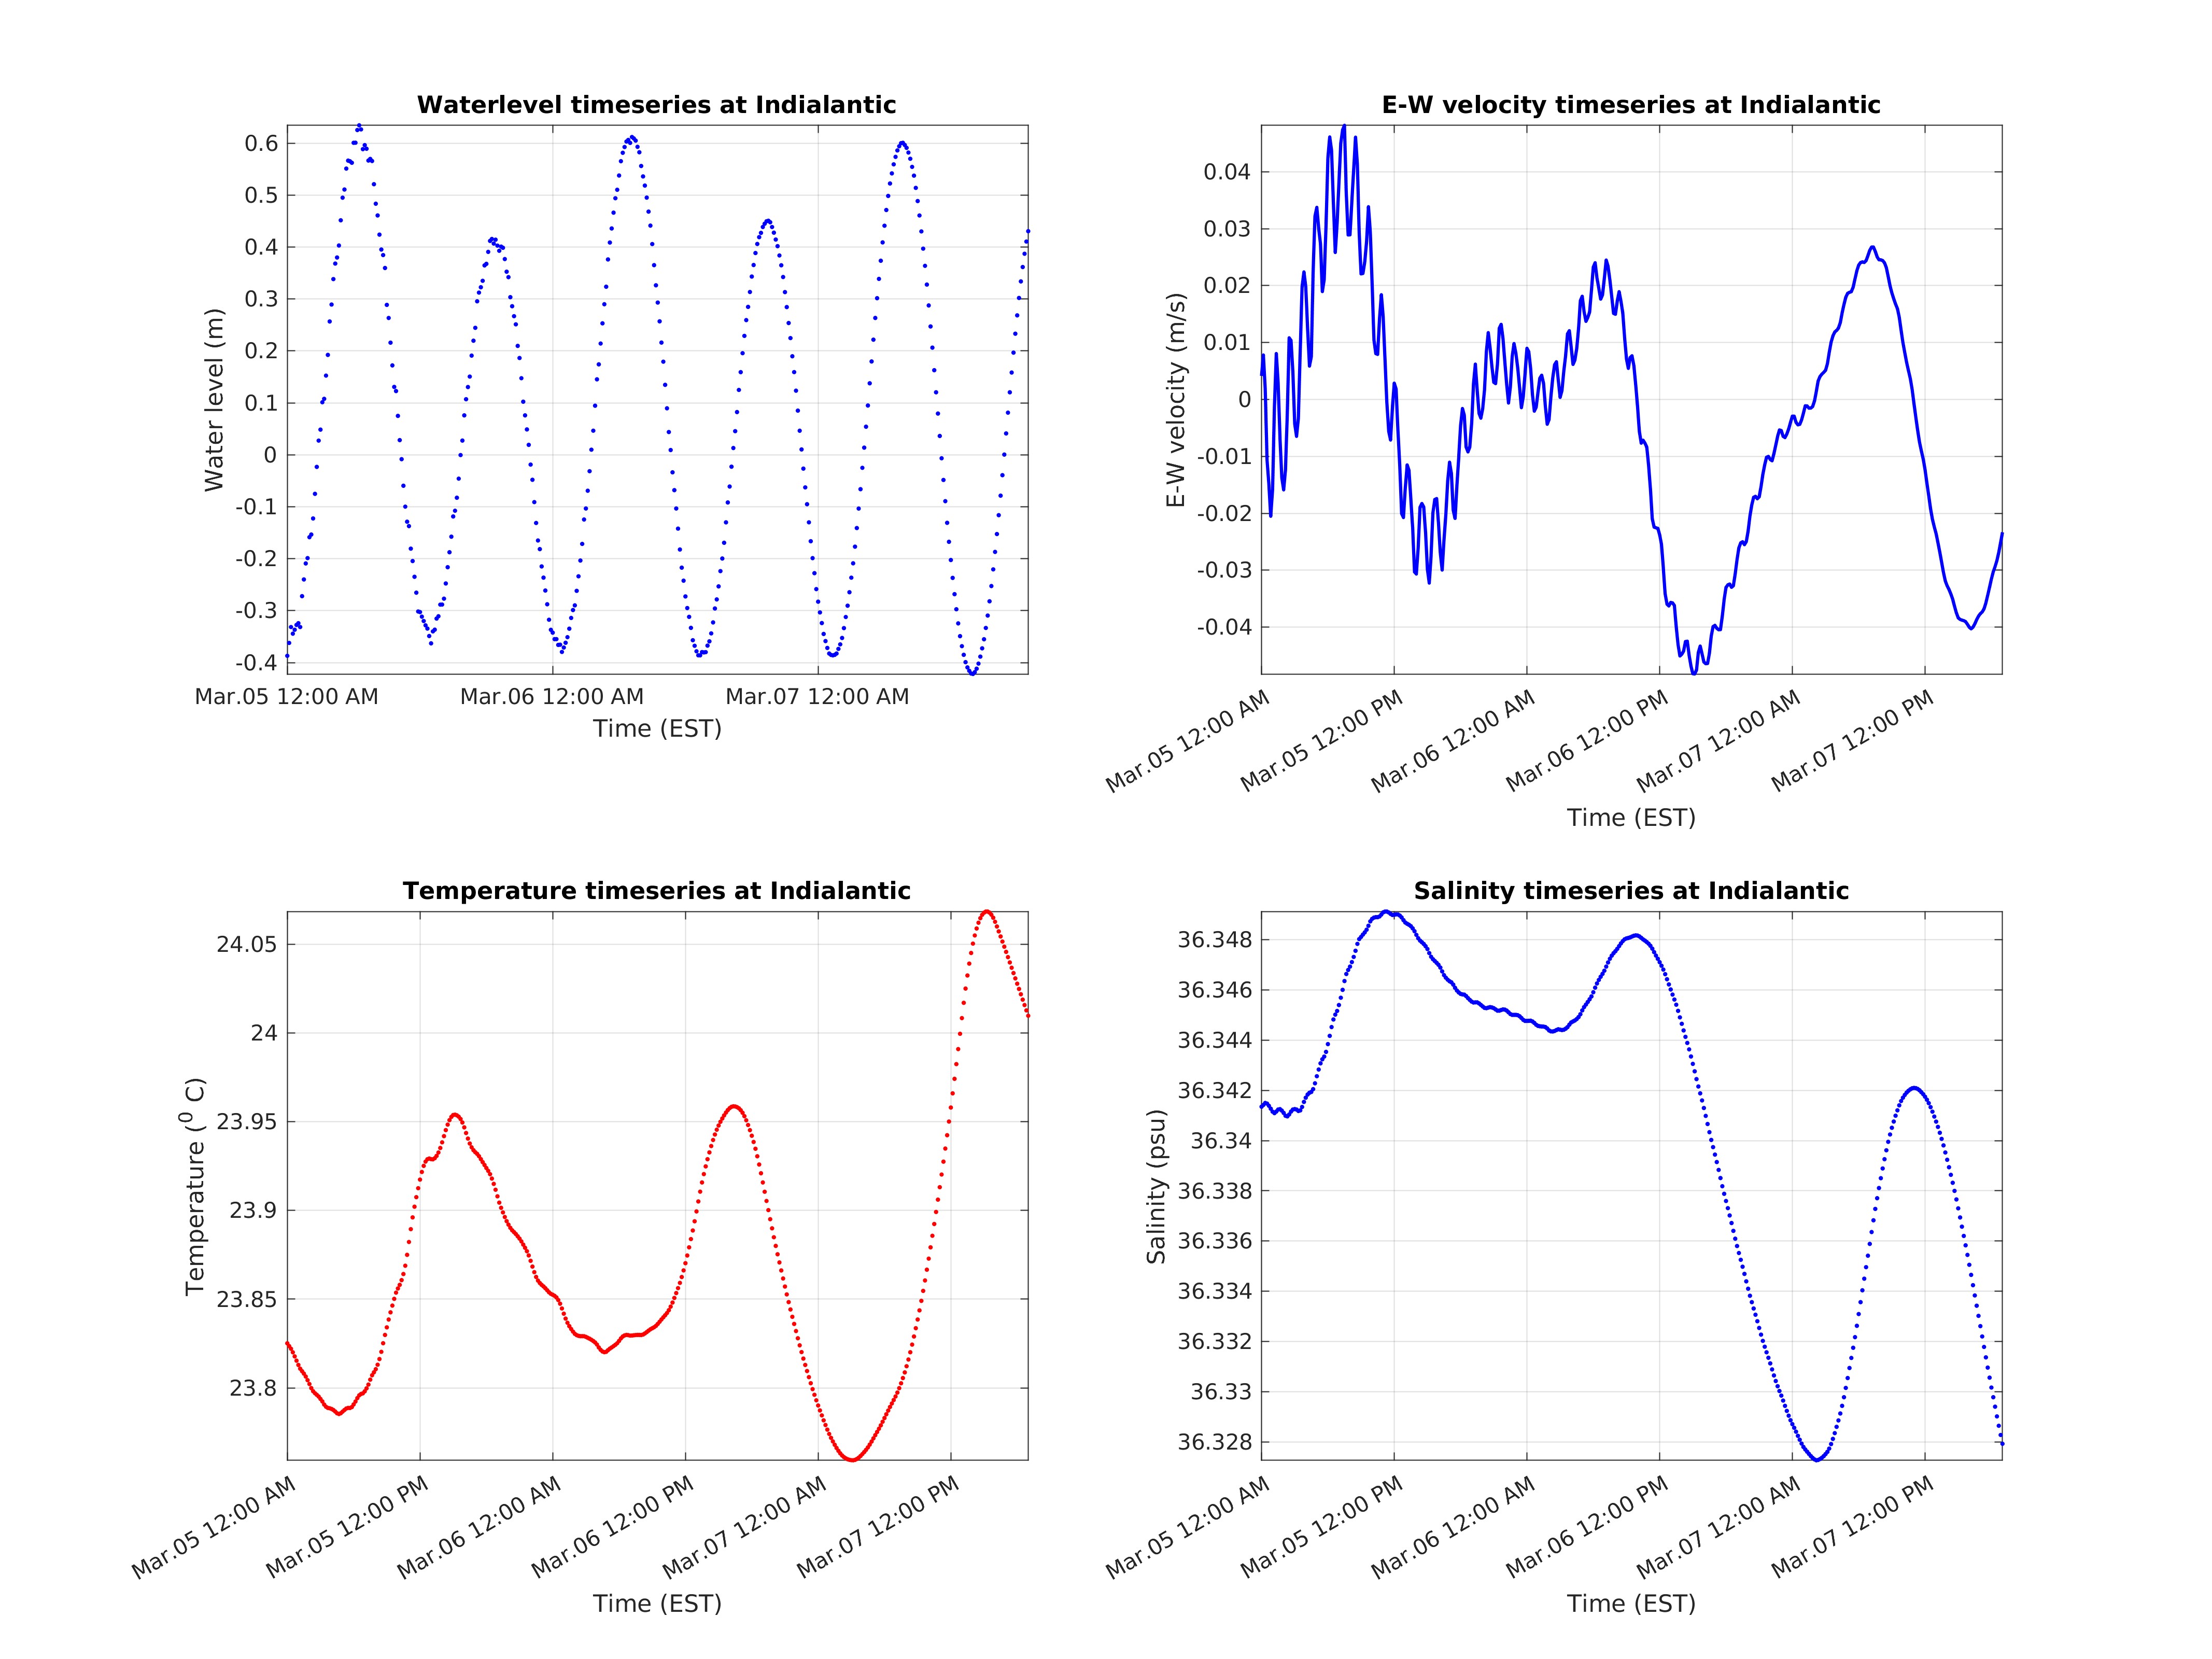 Waterlevel timeseries at Indialantic
0.6
0.5
0.4
0.3
0.2
0.1
0
-0.1
-0.2
-0.3
-0.4
Water level (m)
Mar.05 12:00 AM Mar.06 12:00 AM Mar.07 12:00 AM
Time (EST)
E-W velocity timeseries at Indialantic
0.04
0.03
0.02
0.01
0
-0.01
-0.02
-0.03
-0.04
E-W velocity (m/s)
Mar.05 12:00 AM
Mar.05 12:00 PM
Mar.06 12:00 AM
Mar.06 12:00 PM
Mar.07 12:00 AM
Mar.07 12:00 PM
Time (EST)
Temperature timeseries at Indialantic
24.05
24
23.95
23.9
23.85
23.8
Temperature (⁰ C)
Mar.05 12:00 AM
Mar.05 12:00 PM
Mar.06 12:00 AM
Mar.06 12:00 PM
Mar.07 12:00 AM
Mar.07 12:00 PM
Time (EST)
Salinity timeseries at Indialantic
36.348
36.346
36.344
36.342
36.34
36.338
36.336
36.334
36.332
36.33
36.328
Salinity (psu)
Mar.05 12:00 AM
Mar.05 12:00 PM
Mar.06 12:00 AM
Mar.06 12:00 PM
Mar.07 12:00 AM
Mar.07 12:00 PM
Time (EST)